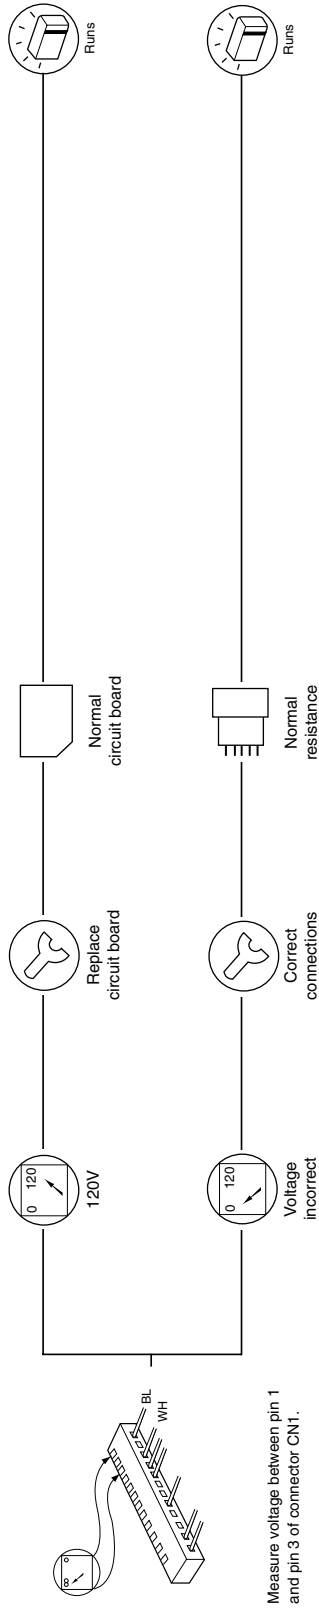 Measure voltage between pin 1
and pin 3 of connector CN1.
BL
WH
0 120
120V
Replace
circuit board
Normal
circuit board
Runs
0 120
Voltage
incorrect
Correct
connections
Normal
resistance
Runs